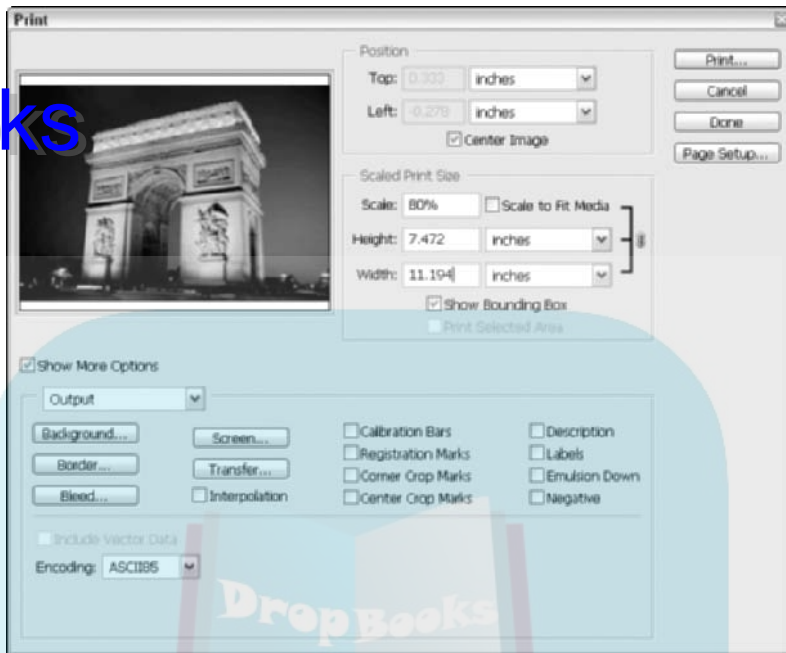 Print
Position
Top: 0.333 inches
Left: -0.279 inches
Center Image
Print...
Cancel
Done
Page Setup...
ks
Scaled Print Size
Scale: 80% Scale to Fit Media
Height: 7.472 inches
Width: 11.194 inches
Show Bounding Box
Print Selected Area
Show More Options
Output
Background...
Border...
Bleed...
Screen...
Transfer...
Interpolation
Calibration Bars
Registration Marks
Corner Crop Marks
Center Crop Marks
Description
Labels
Emulsion Down
Negative
Include Vector Data
Encoding: ASCII85
DropBooks